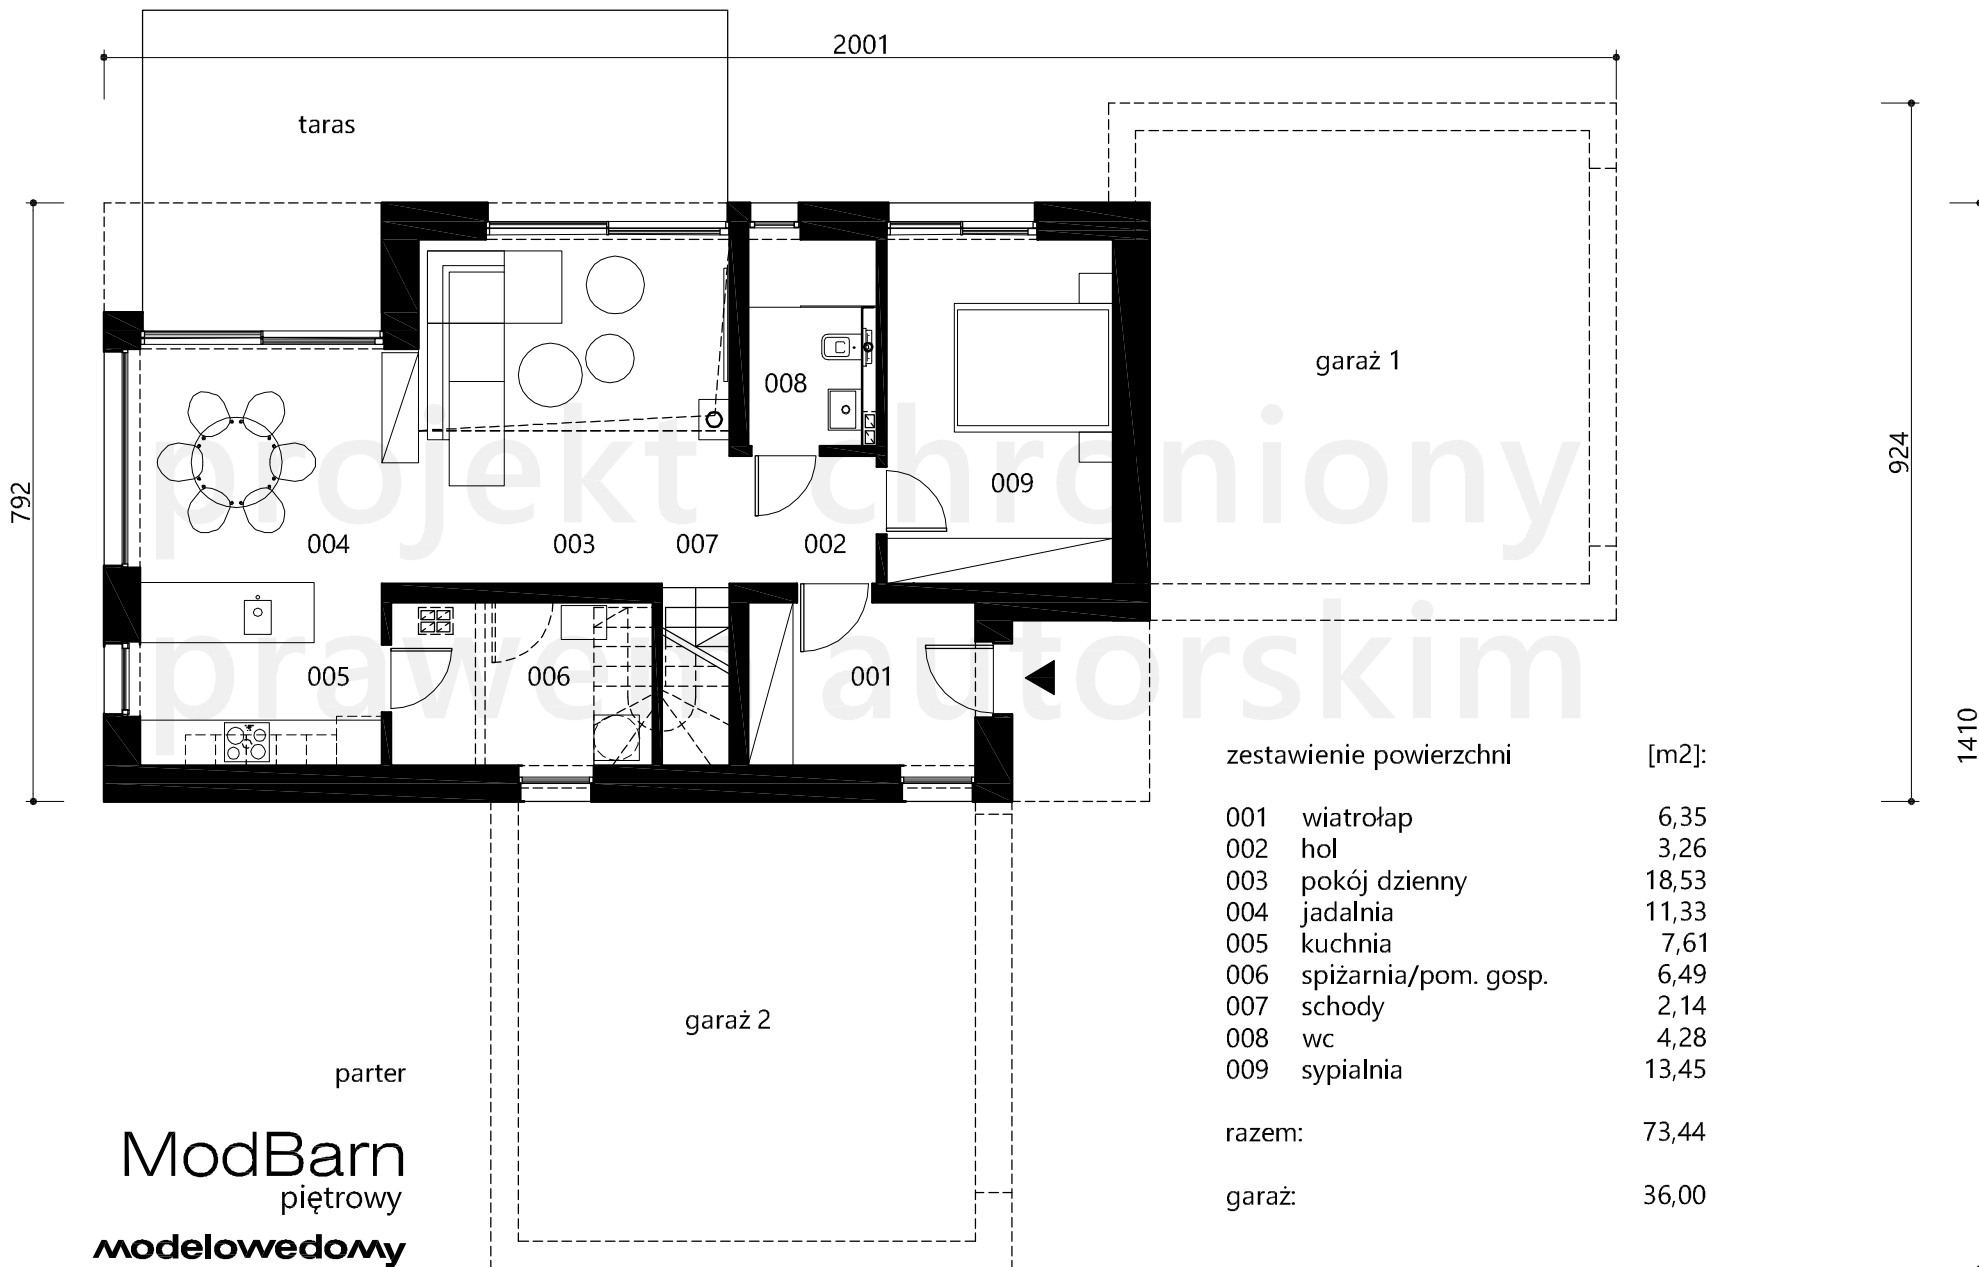 2001
taras
garaż 1
008
924
792
009
projekt chroniony
004
003
007
002
prawem autorskim
005
006
001
1410
zestawienie powierzchni [m2]:
001 wiatrołap 6,35
002 hol 3,26
003 pokój dzienny 18,53
004 jadalnia 11,33
005 kuchnia 7,61
006 spiżarnia/pom. gosp. 6,49
007 schody 2,14
008 wc 4,28
009 sypialnia 13,45
razem: 73,44
garaż: 36,00
garaż 2
parter
ModBarn
piętrowy
modelowedomy